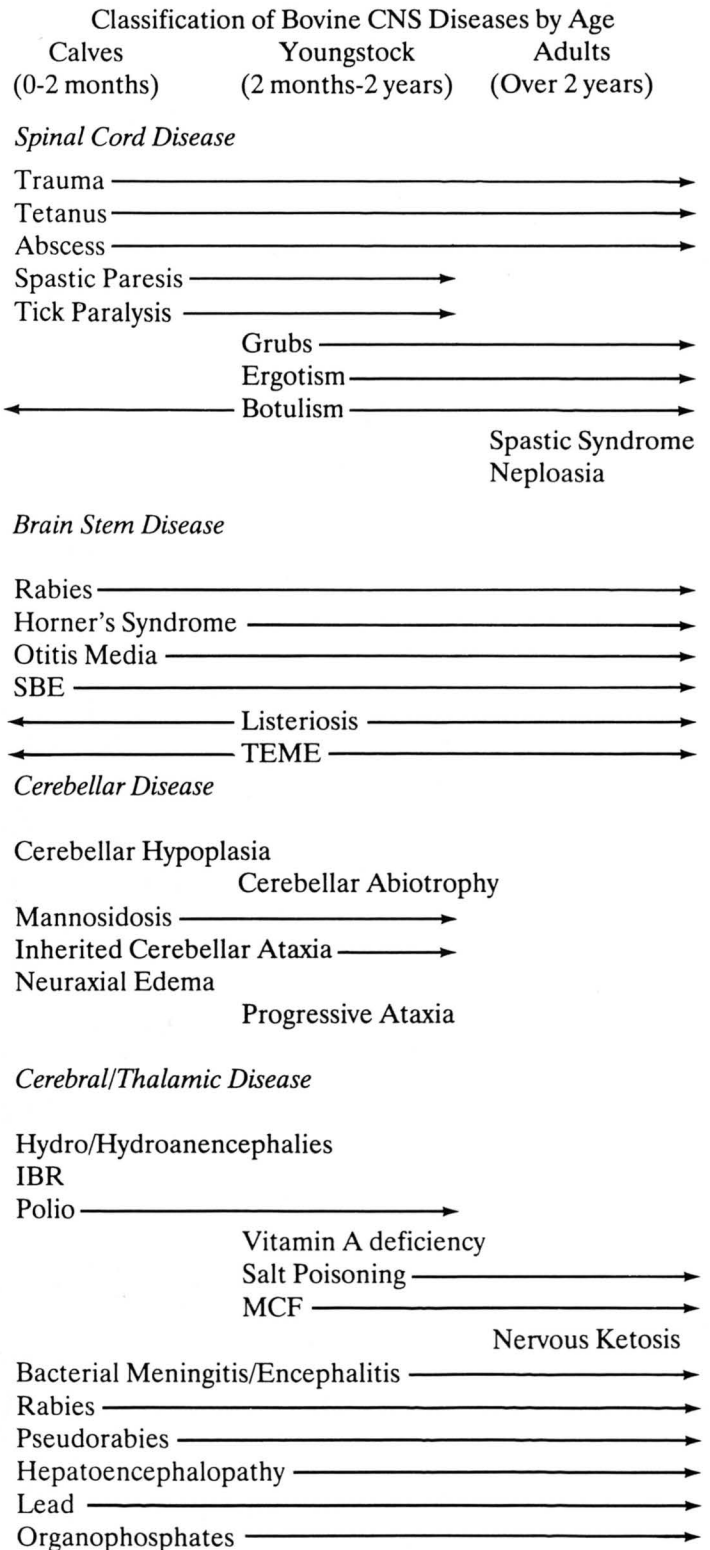 Classification of Bovine CNS Diseases by Age
Calves Youngstock Adults
(0-2 months) (2 months-2 years) (Over 2 years)
Spinal Cord Disease
Trauma
Tetanus
Abscess
Spastic Paresis
Tick Paralysis
Grubs
Ergotism
Botulism
Spastic Syndrome
Neploasia
Brain Stem Disease
Rabies
Horner's Syndrome
Otitis Media
SBE
Listeriosis
TEME
Cerebellar Disease
Cerebellar Hypoplasia
Cerebellar Abiotrophy
Mannosidosis
Inherited Cerebellar Ataxia
Neuraxial Edema
Progressive Ataxia
Cerebral/Thalamic Disease
Hydro/Hydroanencephalies
IBR
Polio
Vitamin A deficiency
Salt Poisoning
MCF
Nervous Ketosis
Bacterial Meningitis/Encephalitis
Rabies
Pseudorabies
Hepatoencephalopathy
Lead
Organophosphates